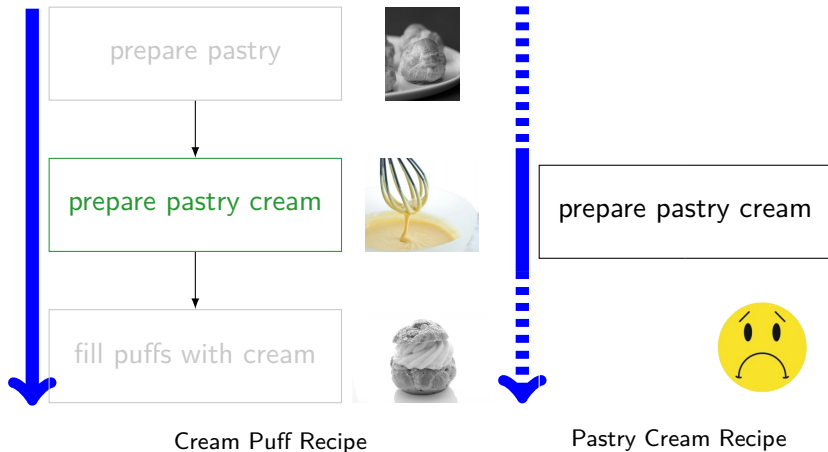 prepare pastry
prepare pastry cream
fill puffs with cream
Cream Puff Recipe
prepare pastry cream
Pastry Cream Recipe